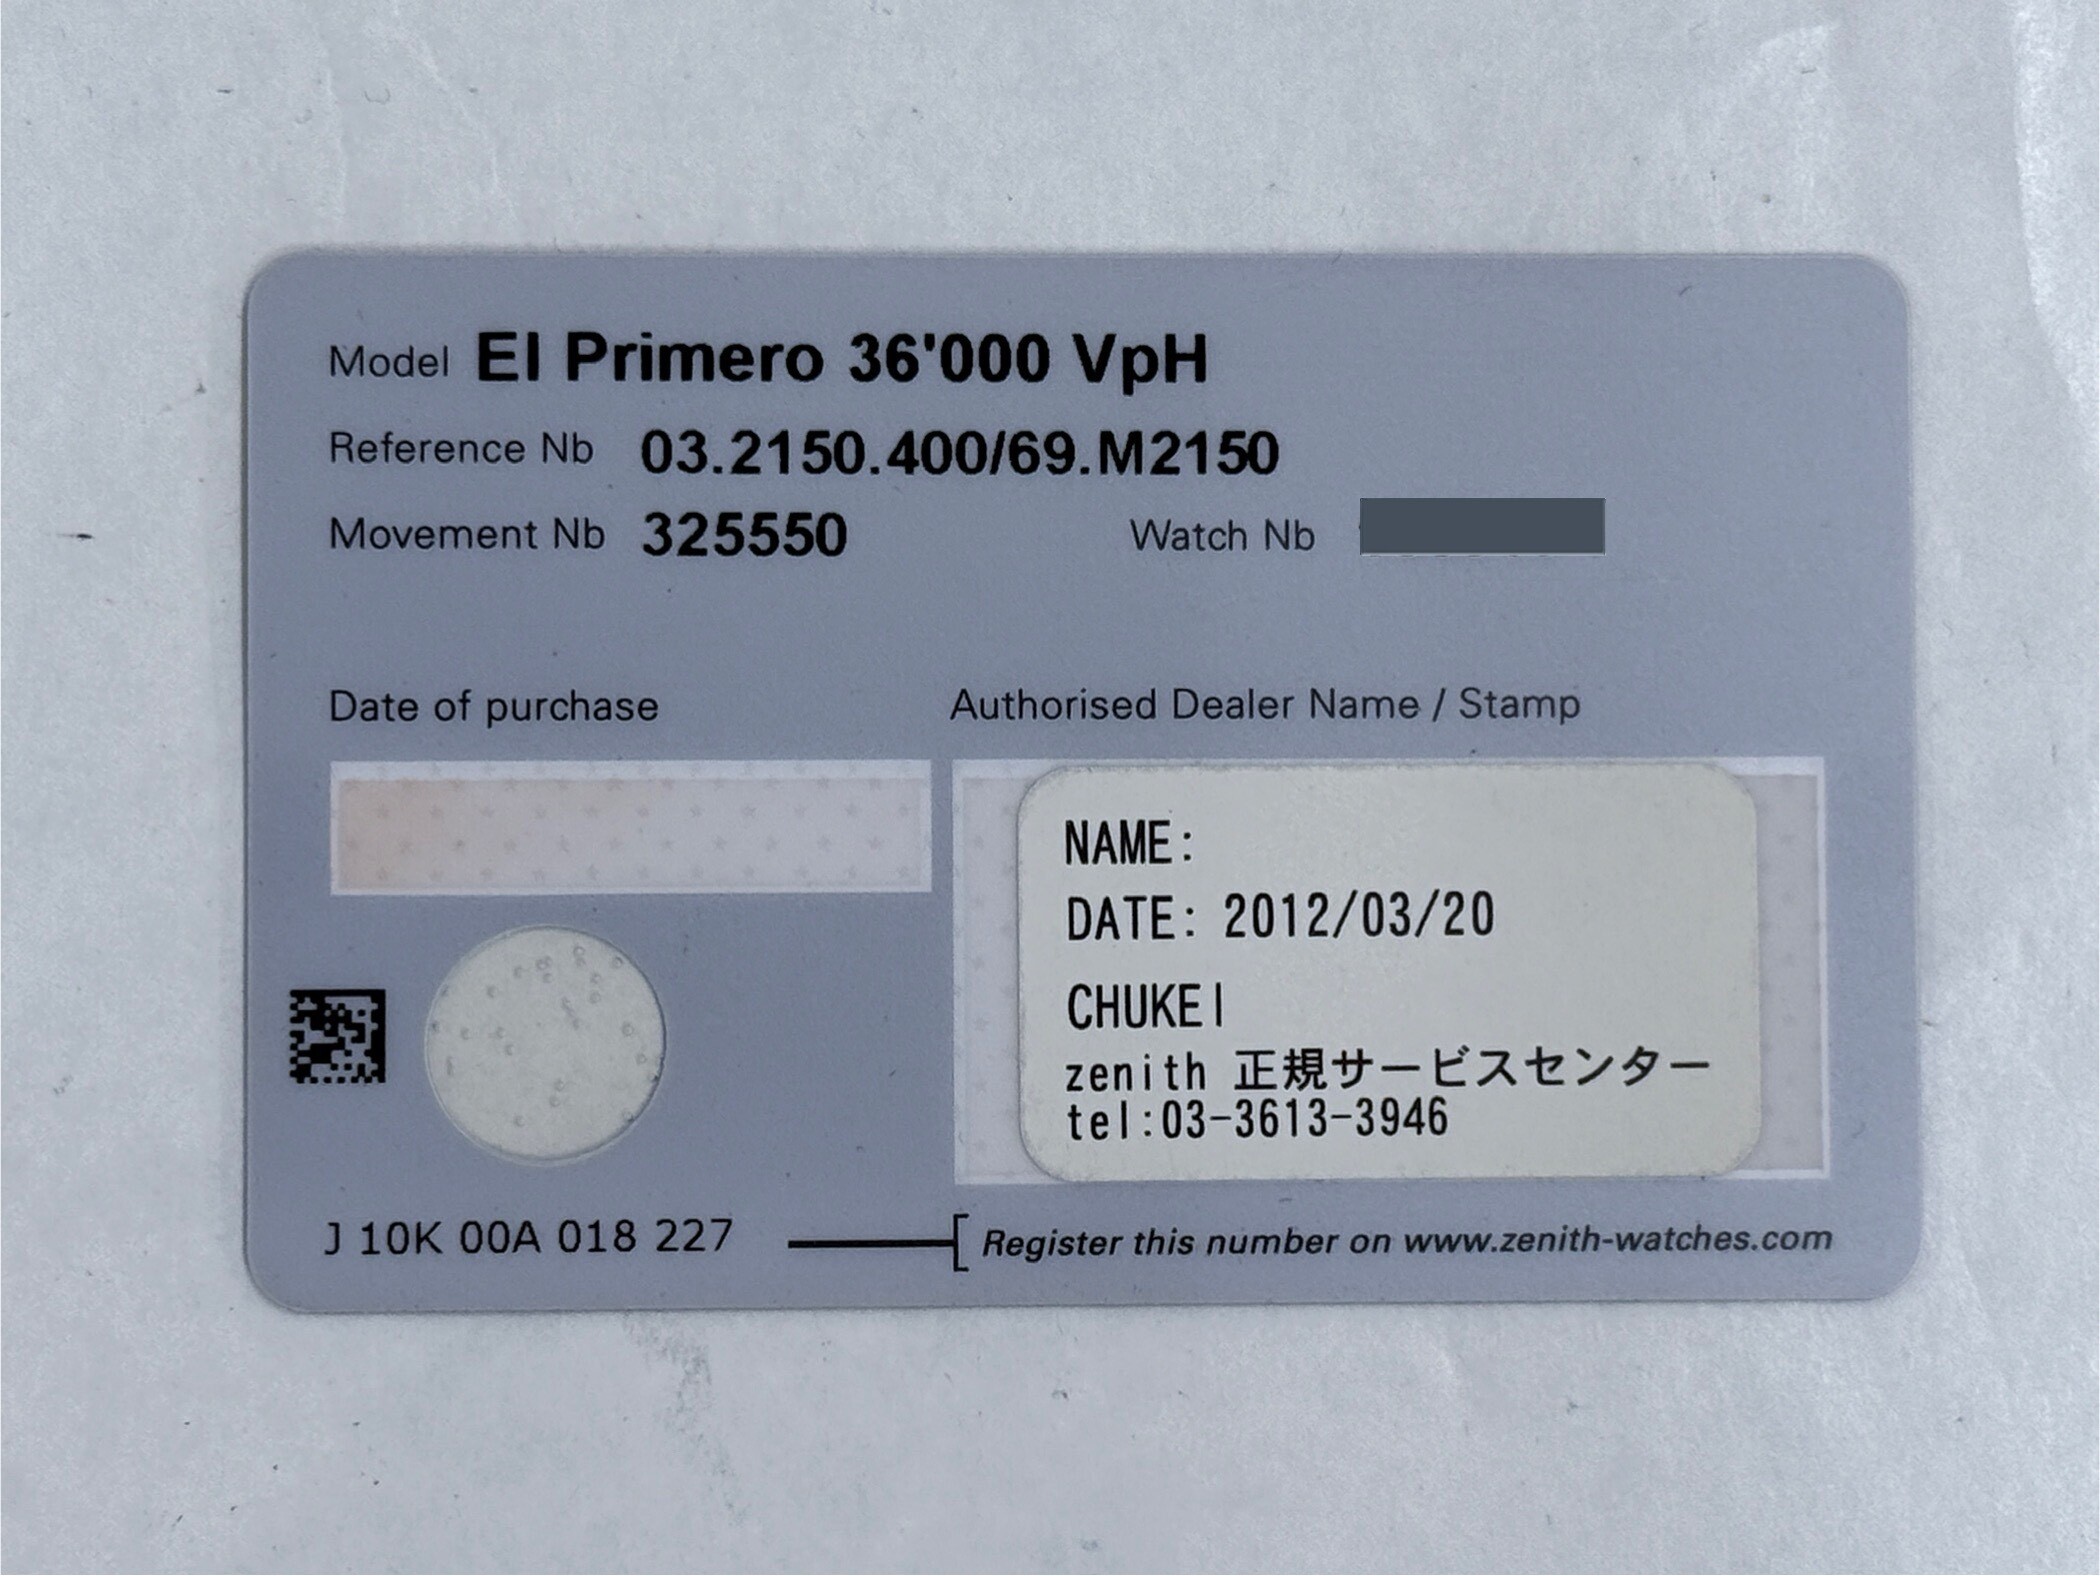 Model El Primero 36'000 VpH
Reference Nb 03.2150.400/69.M2150
Movement Nb 325550 Watch Nb
Date of purchase
Authorised Dealer Name / Stamp
NAME:
DATE: 2012/03/20
CHUKEI
zenith 正規サービスセンター
tel:03-3613-3946
J 10K 00A 018 227
Register this number on www.zenith-watches.com